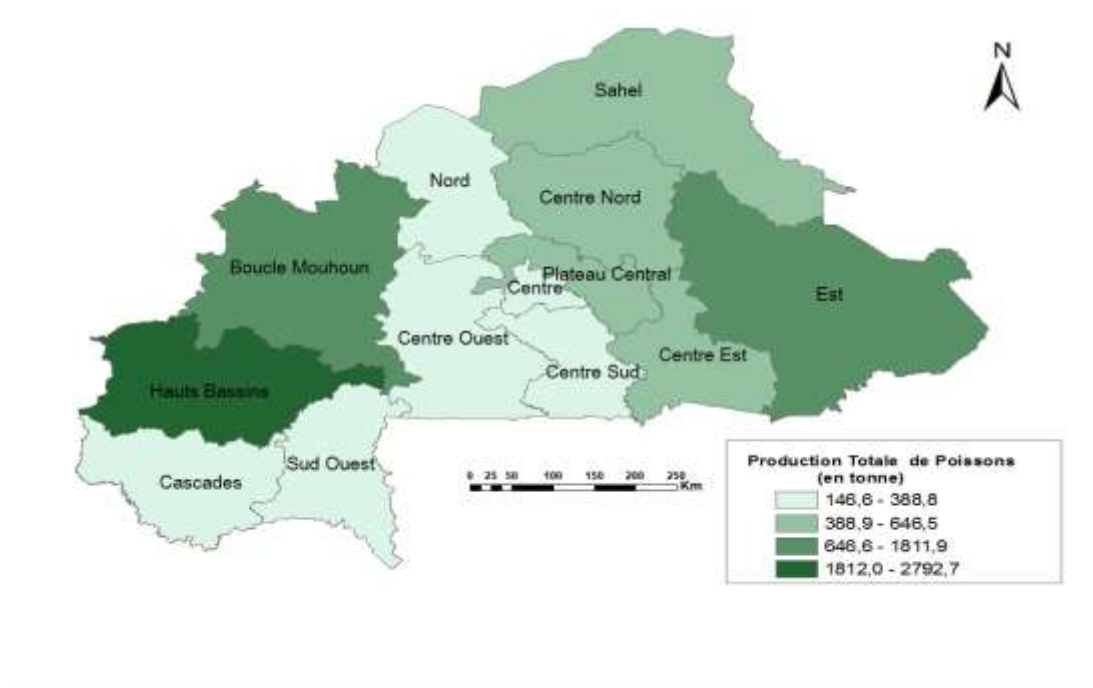 N
Sahel
Nord
Centre Nord
Boucle Mouhoun
Plateau Central
Centre
Est
Centre Ouest
Centre Est
Centre Sud
Hauts Bassins
Sud Ouest
Cascades
0 25 50 100 150 200 250
Km
Production Totale de Poissons
(en tonne)
146,6 - 388,8
388,9 - 646,5
646,6 - 1811,9
1812,0 - 2792,7